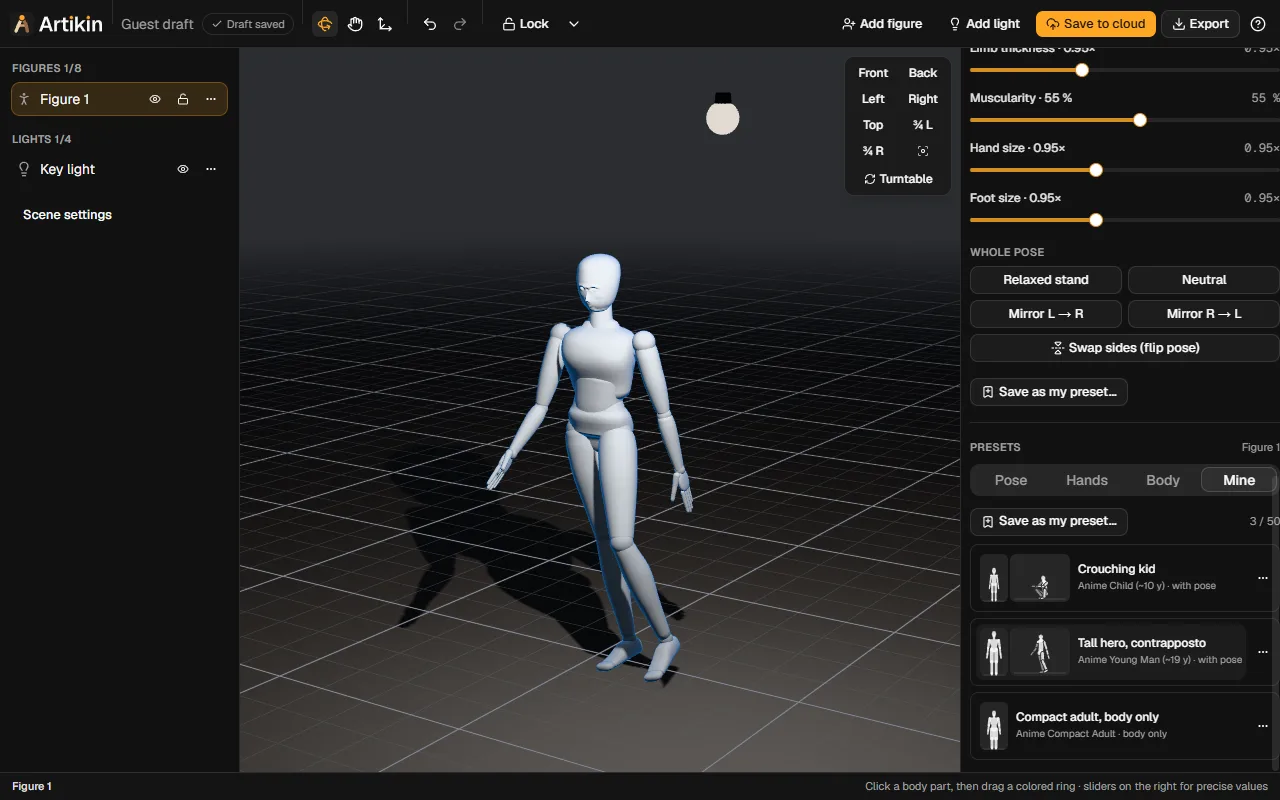 Artikin
Guest draft
Draft saved
Lock
Add figure
Add light
Save to cloud
Export
FIGURES 1/8
Figure 1
LIGHTS 1/4
Key light
Scene settings
Front Back
Left Right
Top ¾ L
¾ R
Turntable
Limb thickness · 0.95× 0.95×
Muscularity · 55 % 55 %
Hand size · 0.95× 0.95×
Foot size · 0.95× 0.95×
WHOLE POSE
Relaxed stand Neutral
Mirror L → R Mirror R → L
Swap sides (flip pose)
Save as my preset...
PRESETS Figure 1
Pose Hands Body Mine
Save as my preset... 3 / 50
Crouching kid
Anime Child (~10 y) · with pose
Tall hero, contrapposto
Anime Young Man (~19 y) · with pose
Compact adult, body only
Anime Compact Adult · body only
Figure 1
Click a body part, then drag a colored ring · sliders on the right for precise values